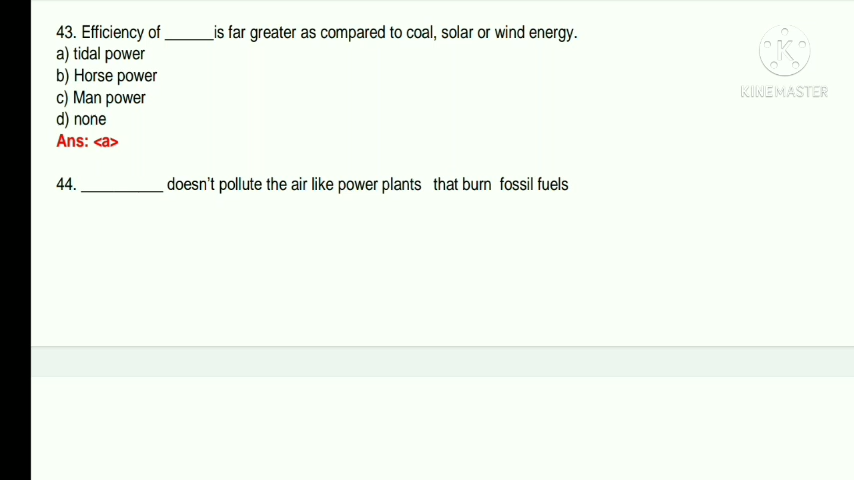 43. Efficiency of ______is far greater as compared to coal, solar or wind energy.
a) tidal power
b) Horse power
c) Man power
d) none
Ans: <a>
44. __________ doesn't pollute the air like power plants that burn fossil fuels
K
KINEMASTER